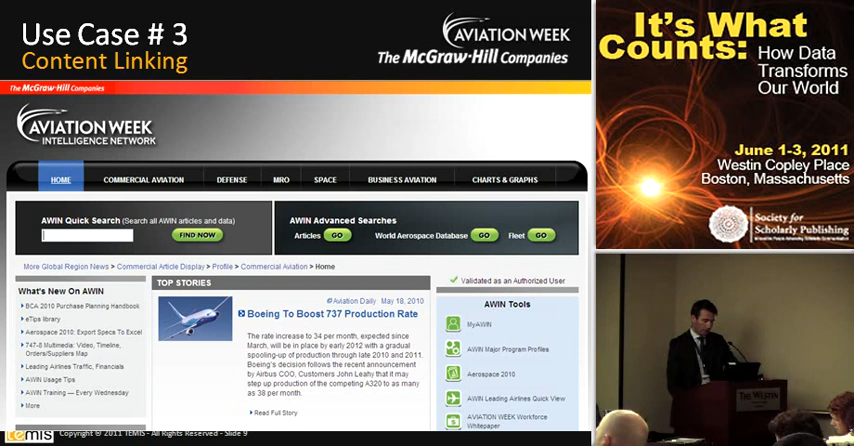 Use Case # 3
Content Linking
AVIATION WEEK
The McGraw·Hill Companies
The McGraw·Hill Companies
AVIATION WEEK
INTELLIGENCE NETWORK
HOME
COMMERCIAL AVIATION
DEFENSE
MRO
SPACE
BUSINESS AVIATION
CHARTS & GRAPHS
AWIN Quick Search (Search all AWIN articles and data)
FIND NOW
AWIN Advanced Searches
Articles GO World Aerospace Database GO Fleet GO
More Global Region News > Commercial Article Display > Profile > Commercial Aviation > Home
Validated as an Authorized User
What's New On AWIN
BCA 2010 Purchase Planning Handbook
eTips library
Aerospace 2010: Export Specs To Excel
747-8 Multimedia: Video, Timeline,
Orders/Suppliers Map
Leading Airlines Traffic, Financials
AWIN Usage Tips
AWIN Training — Every Wednesday
More
TOP STORIES
Aviation Daily May 18, 2010
Boeing To Boost 737 Production Rate
The rate increase to 34 per month, expected since
March, will be in place by early 2012 with a gradual
spooling-up of production through late 2010 and 2011.
Boeing's decision follows the recent announcement
by Airbus COO, Customers John Leahy that it may
step up production of the competing A320 to as many
as 38 per month.
Read Full Story
AWIN Tools
MyAWIN
AWIN Major Program Profiles
Aerospace 2010
AWIN Leading Airlines Quick View
AVIATION WEEK Workforce
Whitepaper
temis
Copyright © 2011 TEMIS - All Rights Reserved - Slide 9
It's What
Counts: How Data
Transforms
Our World
June 1-3, 2011
Westin Copley Place
Boston, Massachusetts
Society for
Scholarly Publishing
THE WESTIN